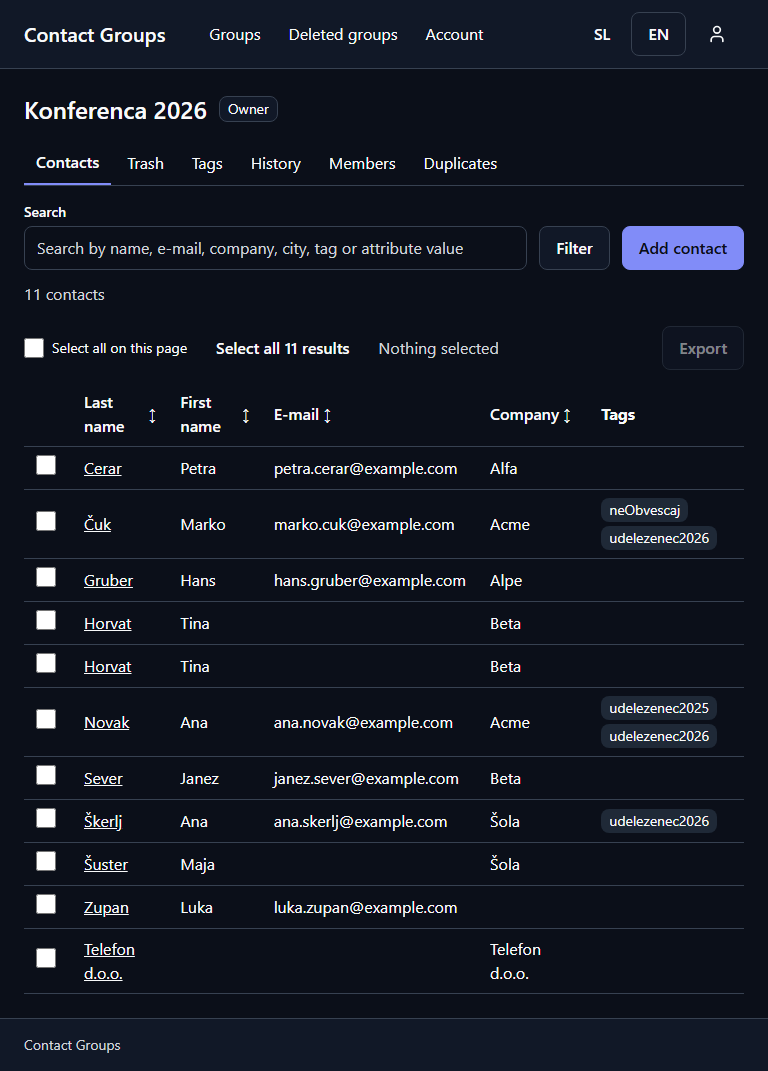 Contact Groups Groups Deleted groups Account SL EN
Konferenca 2026 Owner
Contacts Trash Tags History Members Duplicates
Search
Search by name, e-mail, company, city, tag or attribute value Filter Add contact
11 contacts
Select all on this page Select all 11 results Nothing selected Export
Last name First name E-mail Company Tags
Cerar Petra petra.cerar@example.com Alfa
Čuk Marko marko.cuk@example.com Acme neObvescaj
udelezenec2026
Gruber Hans hans.gruber@example.com Alpe
Horvat Tina Beta
Horvat Tina Beta
Novak Ana ana.novak@example.com Acme udelezenec2025
udelezenec2026
Sever Janez janez.sever@example.com Beta
Škerlj Ana ana.skerlj@example.com Šola udelezenec2026
Šuster Maja Šola
Zupan Luka luka.zupan@example.com
Telefon d.o.o. Telefon d.o.o.
Contact Groups